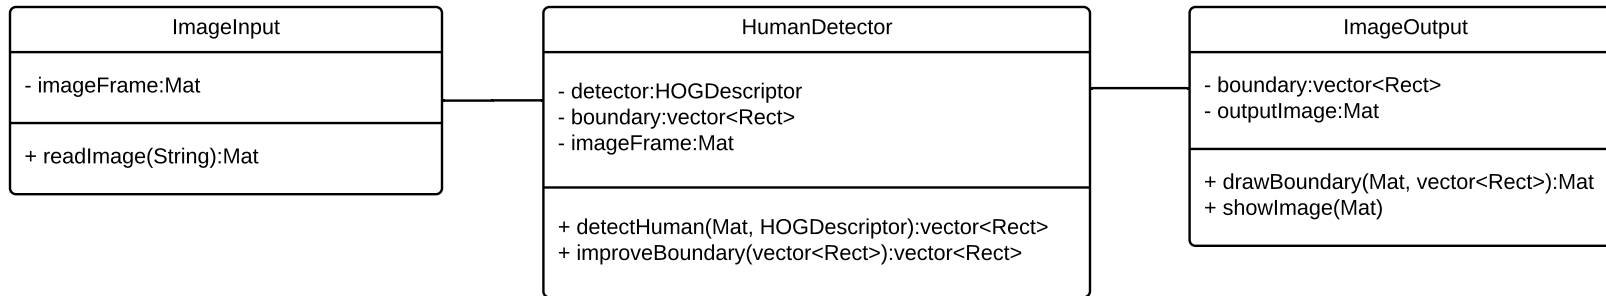 ImageInput
- imageFrame:Mat
+ readImage(String):Mat
HumanDetector
- detector:HOGDescriptor
- boundary:vector<Rect>
- imageFrame:Mat
+ detectHuman(Mat, HOGDescriptor):vector<Rect>
+ improveBoundary(vector<Rect>):vector<Rect>
ImageOutput
- boundary:vector<Rect>
- outputImage:Mat
+ drawBoundary(Mat, vector<Rect>):Mat
+ showImage(Mat)